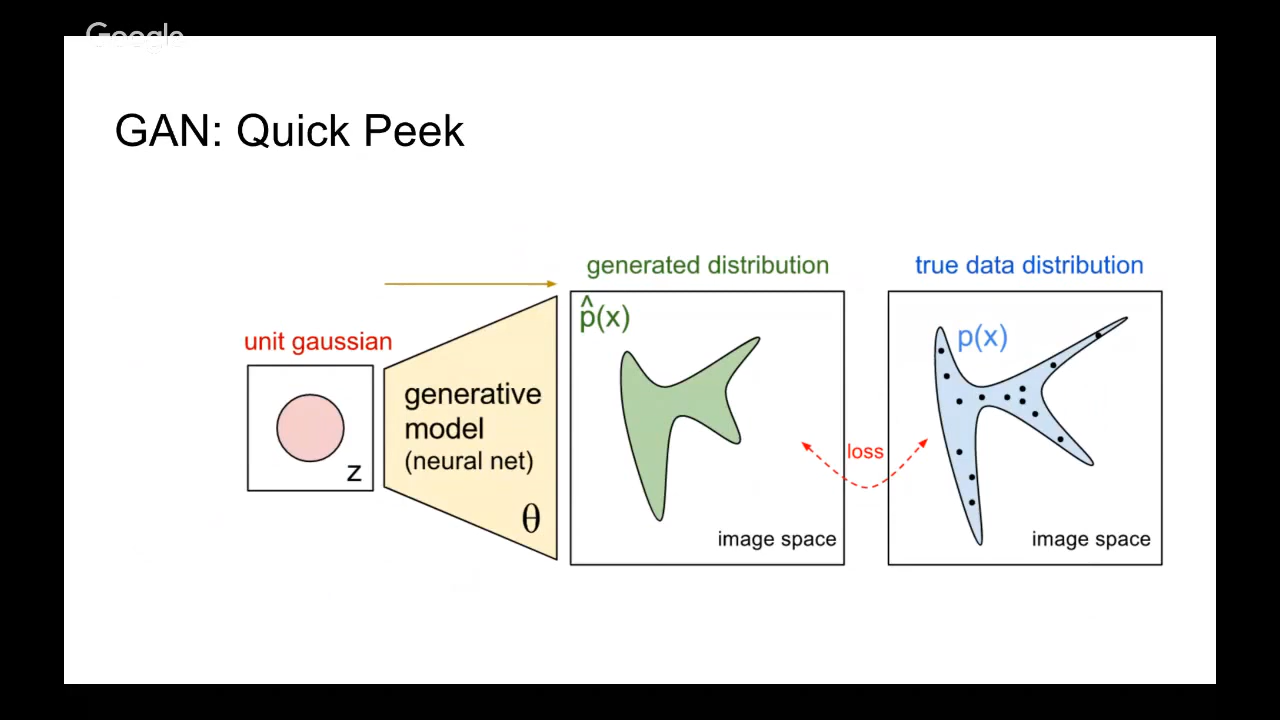 Google
GAN: Quick Peek
generated distribution
true data distribution
unit gaussian
z
generative
model
(neural net)
θ
p̂(x)
image space
loss
p(x)
image space